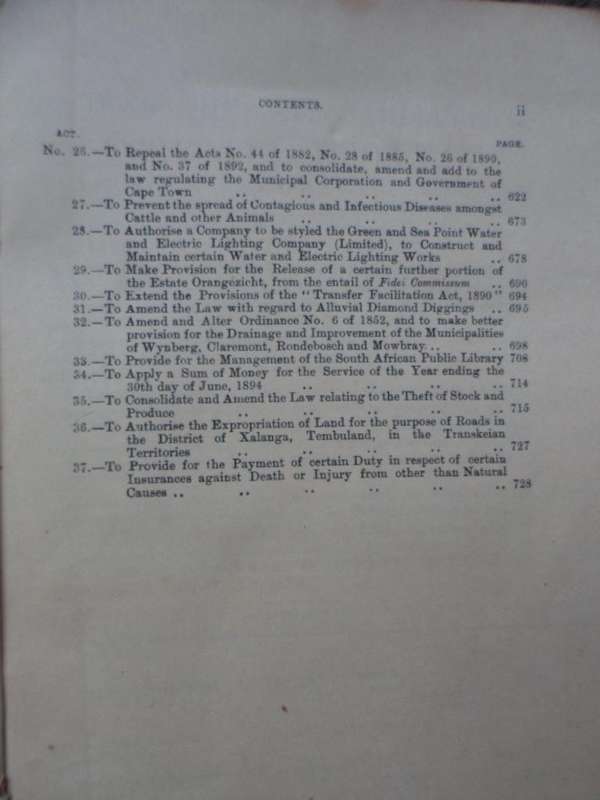 CONTENTS.
ii
ACT.
PAGE.
No. 26.—To Repeal the Acts No. 44 of 1882, No. 28 of 1885, No. 26 of 1890,
and No. 37 of 1892, and to consolidate, amend and add to the
law regulating the Municipal Corporation and Government of
Cape Town .. .. .. .. .. 622
27.—To Prevent the spread of Contagious and Infectious Diseases amongst
Cattle and other Animals .. .. .. .. 673
28.—To Authorise a Company to be styled the Green and Sea Point Water
and Electric Lighting Company (Limited), to Construct and
Maintain certain Water and Electric Lighting Works .. 678
29.—To Make Provision for the Release of a certain further portion of
the Estate Orangezicht, from the entail of Fidei Commissum .. 690
30.—To Extend the Provisions of the "Transfer Facilitation Act, 1890" 694
31.—To Amend the Law with regard to Alluvial Diamond Diggings .. 695
32.—To Amend and Alter Ordinance No. 6 of 1852, and to make better
provision for the Drainage and Improvement of the Municipalities
of Wynberg, Claremont, Rondebosch and Mowbray... .. 698
33.—To Provide for the Management of the South African Public Library 708
34.—To Apply a Sum of Money for the Service of the Year ending the
30th day of June, 1894 .. .. .. .. 714
35.—To Consolidate and Amend the Law relating to the Theft of Stock and
Produce .. .. .. .. .. 715
36.—To Authorise the Expropriation of Land for the purpose of Roads in
the District of Xalanga, Tembuland, in the Transkeian
Territories .. .. .. .. .. 727
37.—To Provide for the Payment of certain Duty in respect of certain
Insurances against Death or Injury from other than Natural
Causes .. .. .. .. .. .. 728